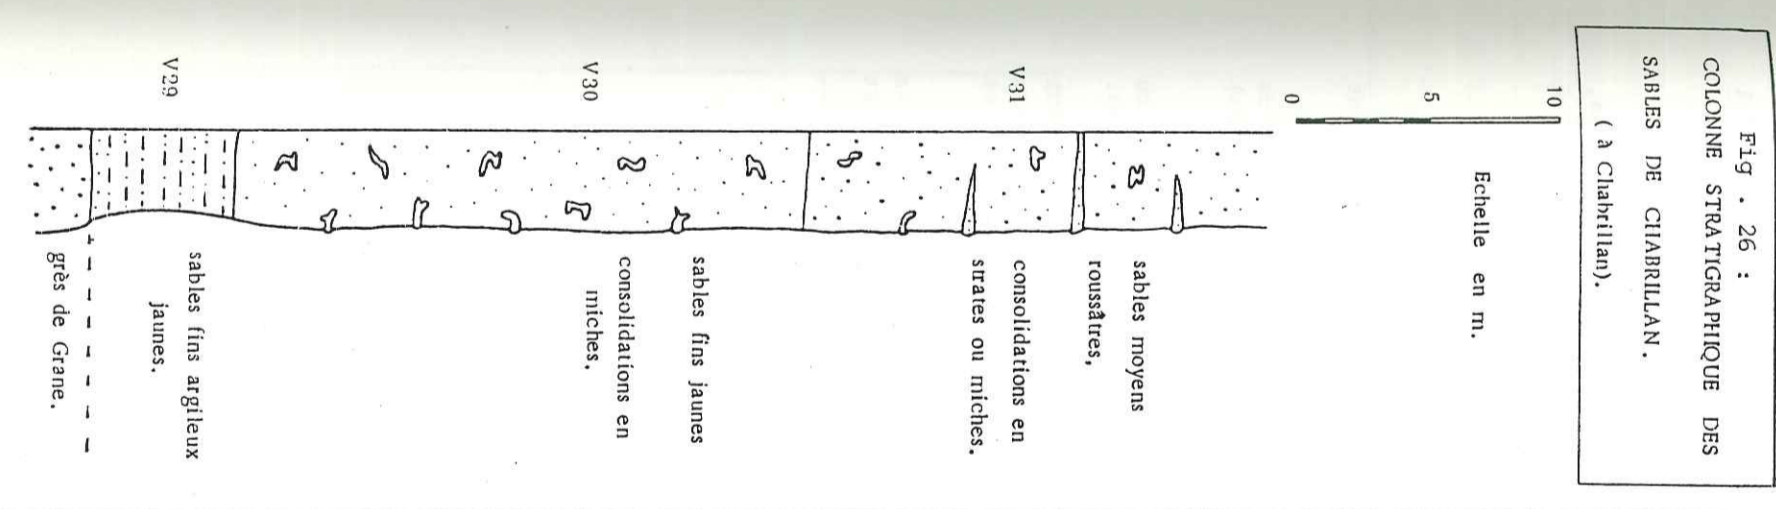 Fig . 26 :
COLONNE STRATIGRAPHIQUE DES
SABLES DE CHABRILLAN.
( à Chabrillan).
Echelle en m.
10
5
0
V31
sables moyens
roussâtres,
consolidations en
strates ou miches.
V30
sables fins jaunes
consolidations en
miches.
V29
sables fins argileux
jaunes.
grès de Grane.